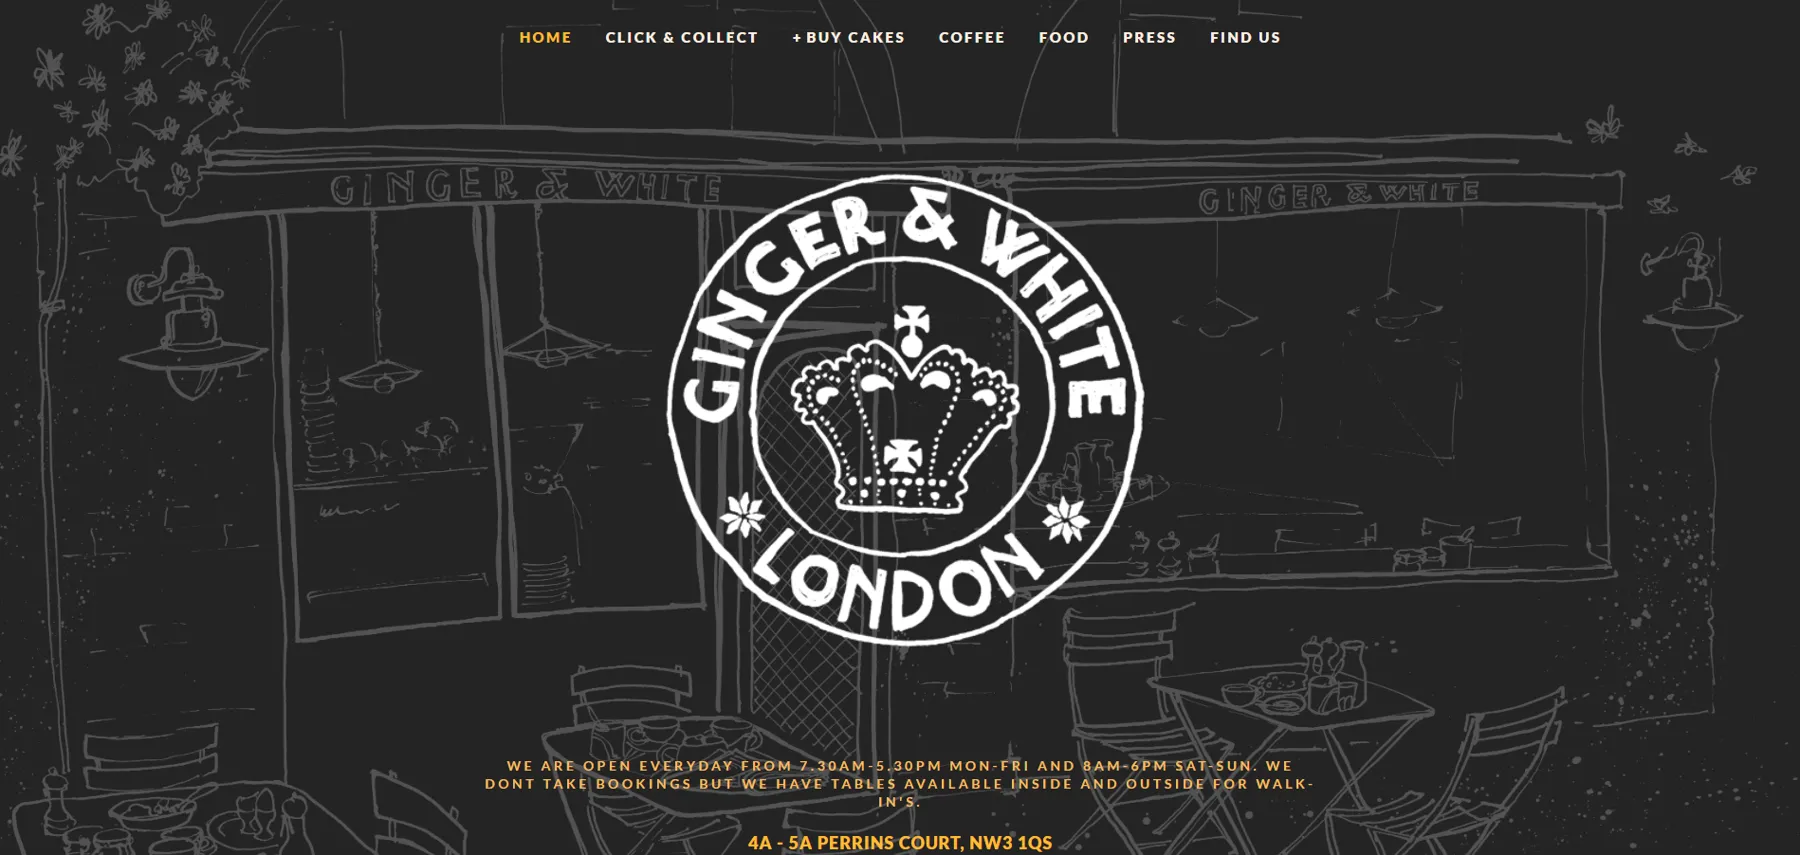 HOME CLICK & COLLECT + BUY CAKES COFFEE FOOD PRESS FIND US
GINGER & WHITE
GINGER & WHITE
GINGER & WHITE
LONDON
WE ARE OPEN EVERYDAY FROM 7.30AM-5.30PM MON-FRI AND 8AM-6PM SAT-SUN. WE
DONT TAKE BOOKINGS BUT WE HAVE TABLES AVAILABLE INSIDE AND OUTSIDE FOR WALK-
IN'S.
4A - 5A PERRINS COURT, NW3 1QS